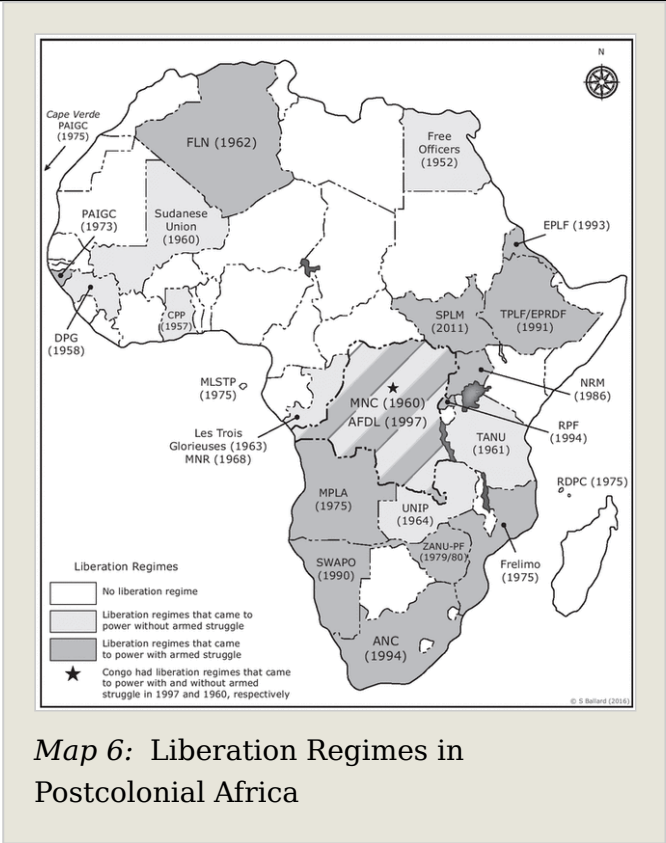 N
Cape Verde
PAIGC
(1975)
FLN (1962)
Free
Officers
(1952)
PAIGC
(1973)
Sudanese
Union
(1960)
EPLF (1993)
CPP
(1957)
SPLM
(2011)
TPLF/EPRDF
(1991)
DPG
(1958)
MLSTP
(1975)
MNC (1960)
AFDL (1997)
NRM
(1986)
RPF
(1994)
Les Trois
Glorieuses (1963)
MNR (1968)
TANU
(1961)
RDPC (1975)
MPLA
(1975)
UNIP
(1964)
ZANU-PF
(1979/80)
Frelimo
(1975)
SWAPO
(1990)
ANC
(1994)
Liberation Regimes
No liberation regime
Liberation regimes that came to
power without armed struggle
Liberation regimes that came
to power with armed struggle
Congo had liberation regimes that came
to power with and without armed
struggle in 1997 and 1960, respectively
© S Ballard (2016)
Map 6: Liberation Regimes in
Postcolonial Africa